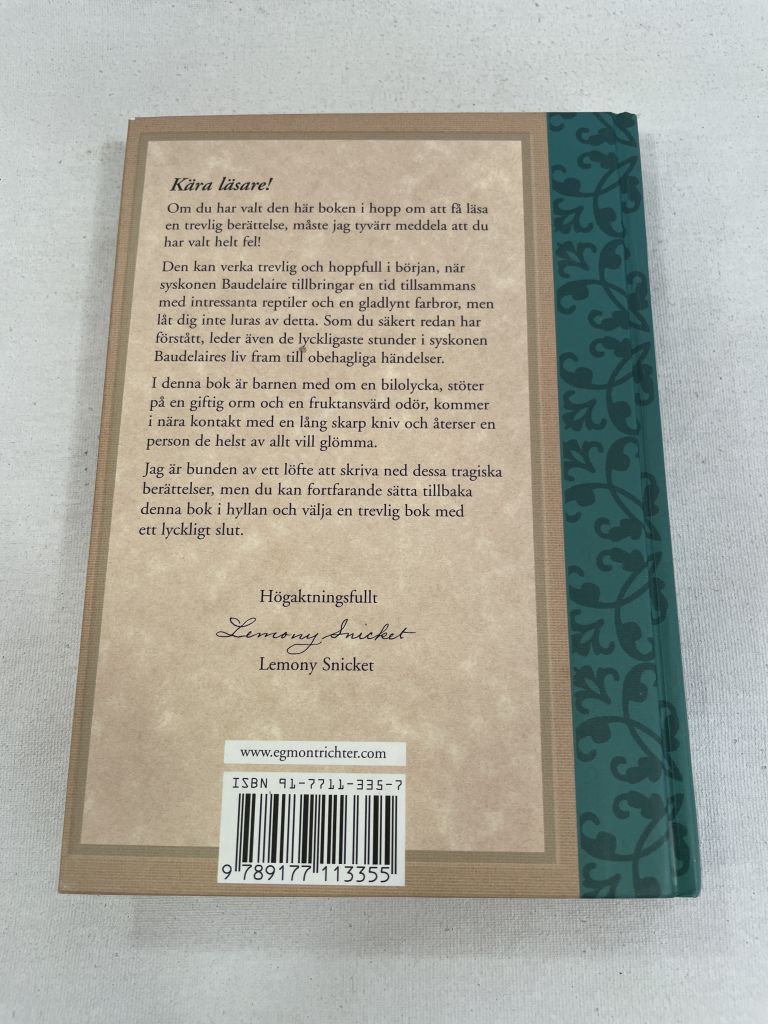 Kära läsare!
Om du har valt den här boken i hopp om att få läsa
en trevlig berättelse, måste jag tyvärr meddela att du
har valt helt fel!
Den kan verka trevlig och hoppfull i början, när
syskonen Baudelaire tillbringar en tid tillsammans
med intressanta reptiler och en gladlynt farbror, men
låt dig inte luras av detta. Som du säkert redan har
förstått, leder även de lyckligaste stunder i syskonen
Baudelaires liv fram till obehagliga händelser.
I denna bok är barnen med om en bilolycka, stöter
på en giftig orm och en fruktansvärd odör, kommer
i nära kontakt med en lång skarp kniv och återser en
person de helst av allt vill glömma.
Jag är bunden av ett löfte att skriva ned dessa tragiska
berättelser, men du kan fortfarande sätta tillbaka
denna bok i hyllan och välja en trevlig bok med
ett lyckligt slut.
Högaktningsfullt
Lemony Snicket
Lemony Snicket
www.egmontrichter.com
ISBN 91-7711-335-7
9 789177 113355